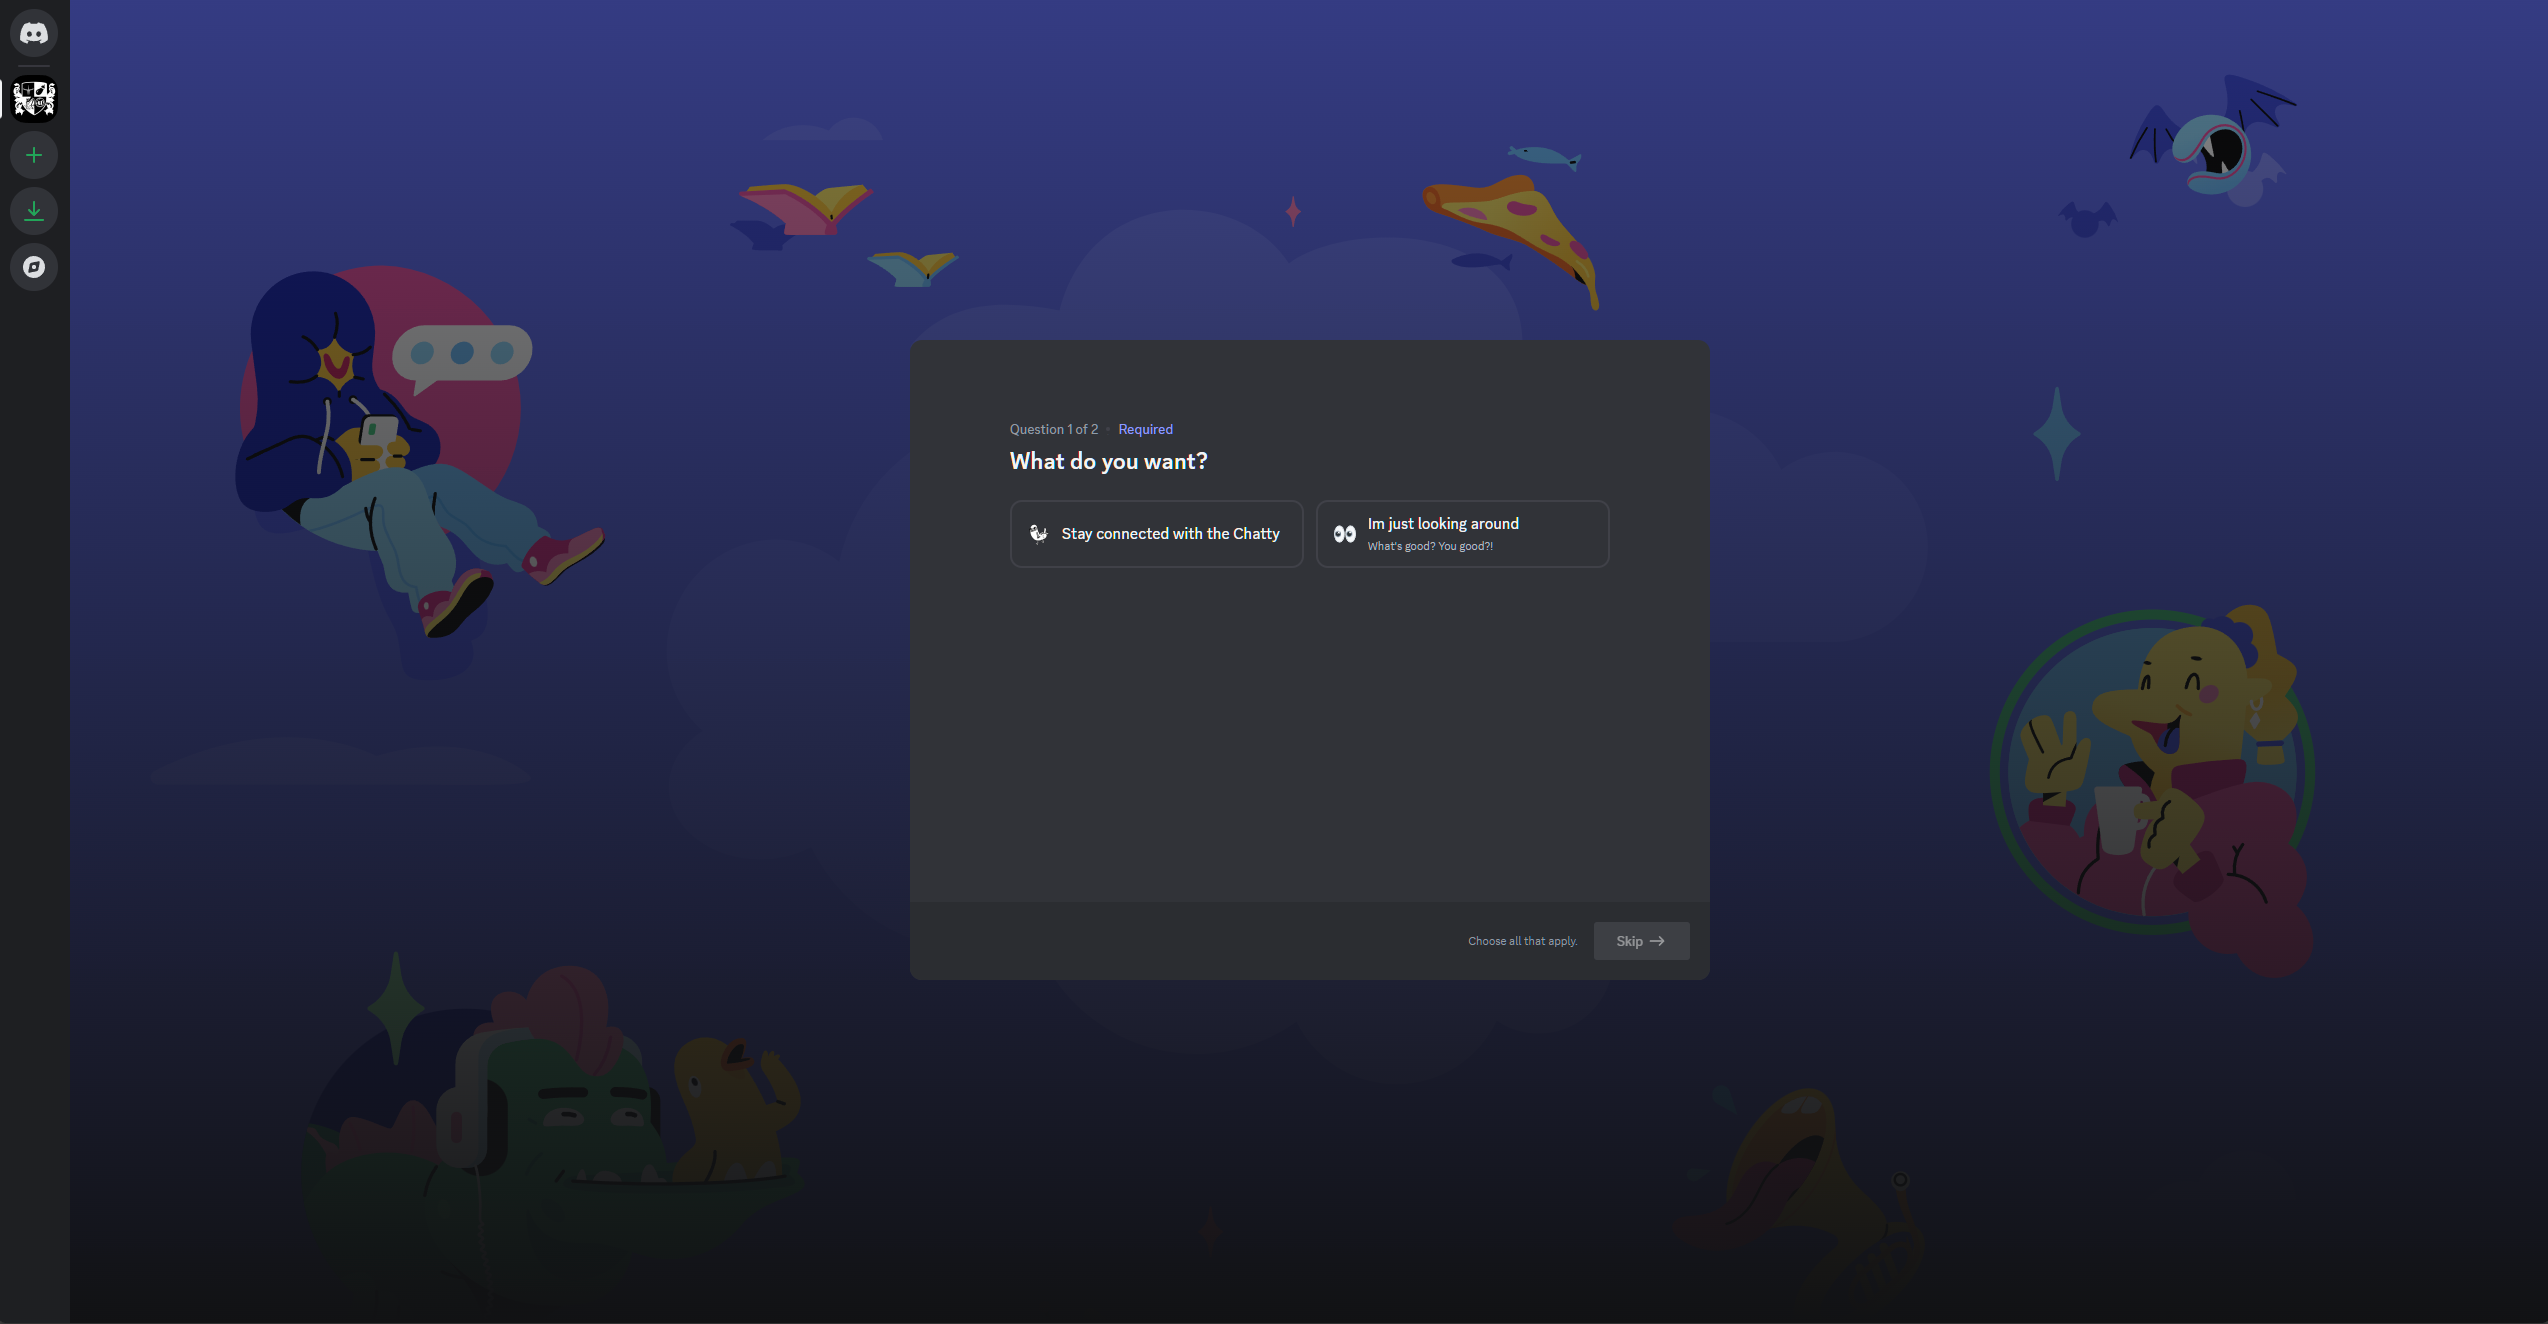 Question 1 of 2 • Required
What do you want?
Stay connected with the Chatty
Im just looking around
What's good? You good?!
Choose all that apply.
Skip →